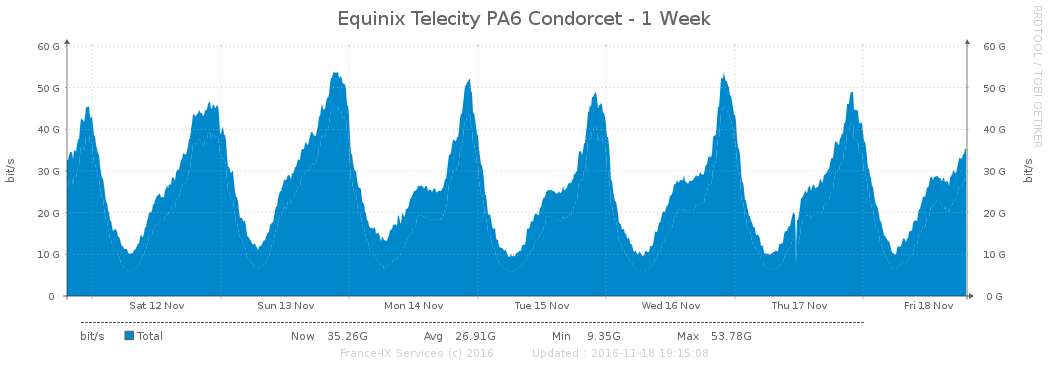 Equinix Telecity PA6 Condorcet - 1 Week
RRDTOOL / TOBI OETIKER
60 G 60 G
50 G 50 G
40 G 40 G
30 G 30 G
20 G 20 G
10 G 10 G
0 0 G
bit/s
bit/s
Sat 12 Nov Sun 13 Nov Mon 14 Nov Tue 15 Nov Wed 16 Nov Thu 17 Nov Fri 18 Nov
bit/s Total Now 35.26G Avg 26.91G Min 9.35G Max 53.78G
France-IX Services (c) 2016 Updated : 2016-11-18 19:15:08